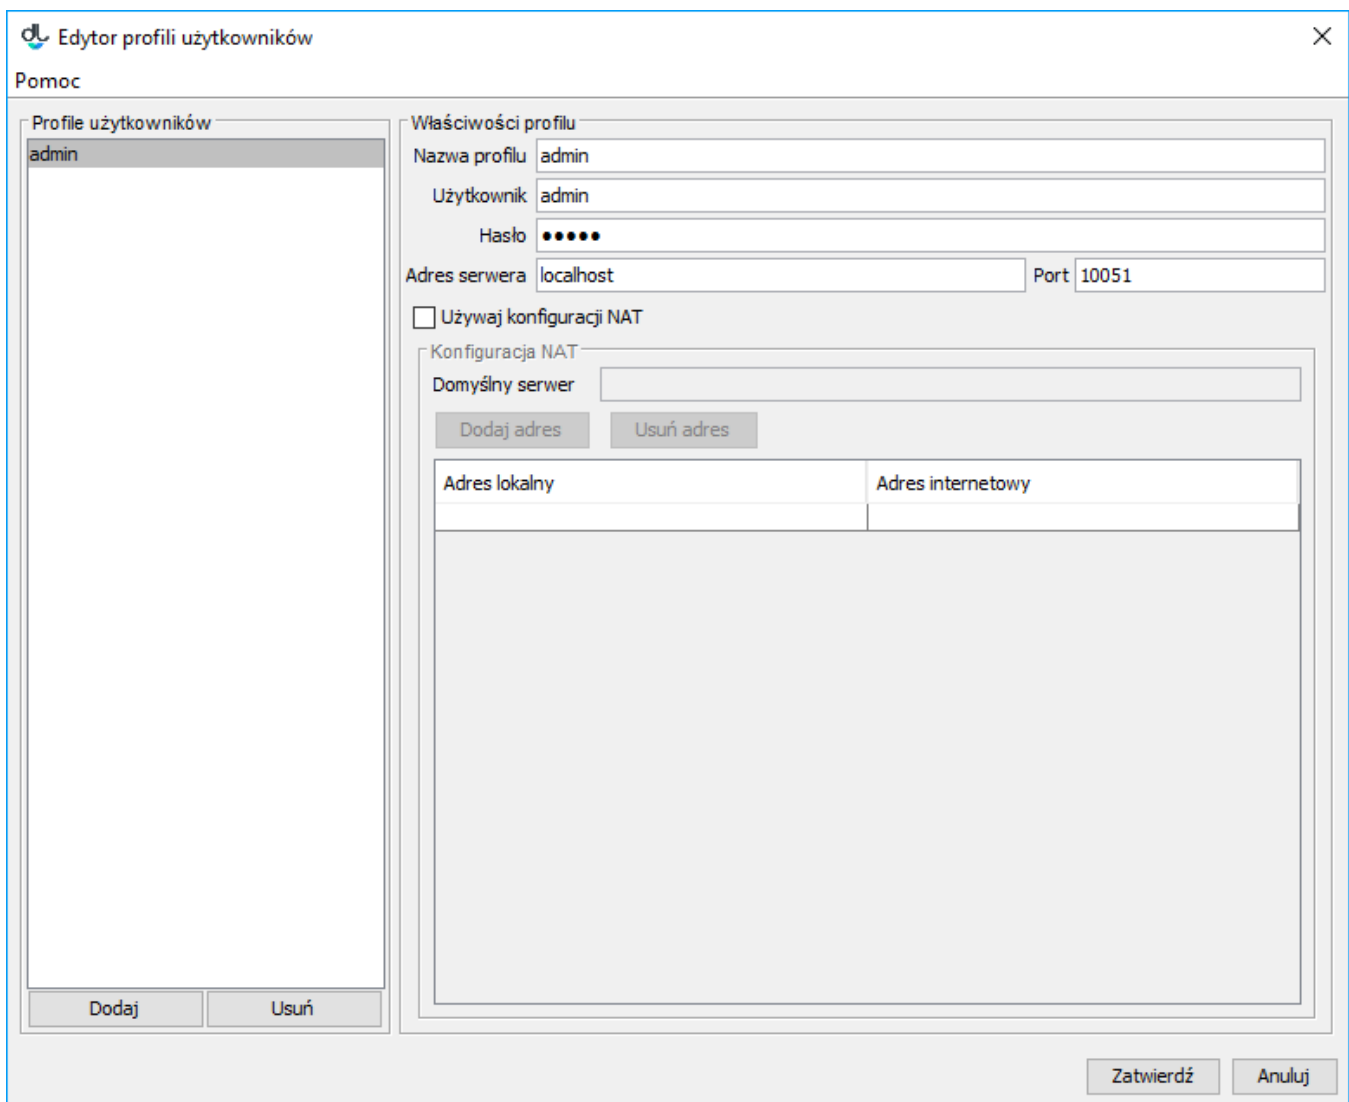 Edytor profili użytkowników
Pomoc
Profile użytkowników
admin
Dodaj
Usuń
Właściwości profilu
Nazwa profilu admin
Użytkownik admin
Hasło •••••
Adres serwera localhost Port 10051
Używaj konfiguracji NAT
Konfiguracja NAT
Domyślny serwer
Dodaj adres Usuń adres
Adres lokalny Adres internetowy
Zatwierdź Anuluj